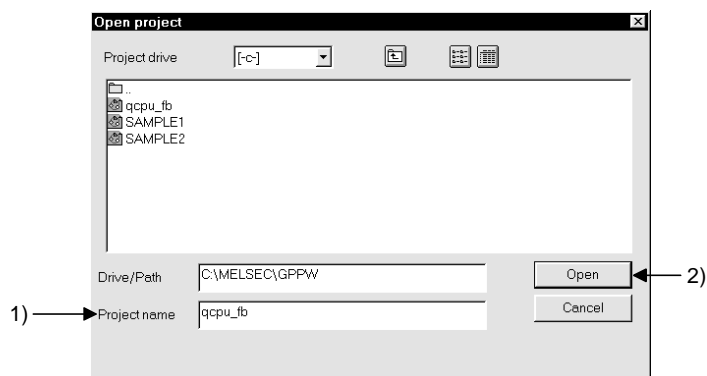 Open project
Project drive [-c-]
..
qcpu_fb
SAMPLE1
SAMPLE2
Drive/Path C:\MELSEC\GPPW Open 2)
1) Project name qcpu_fb Cancel